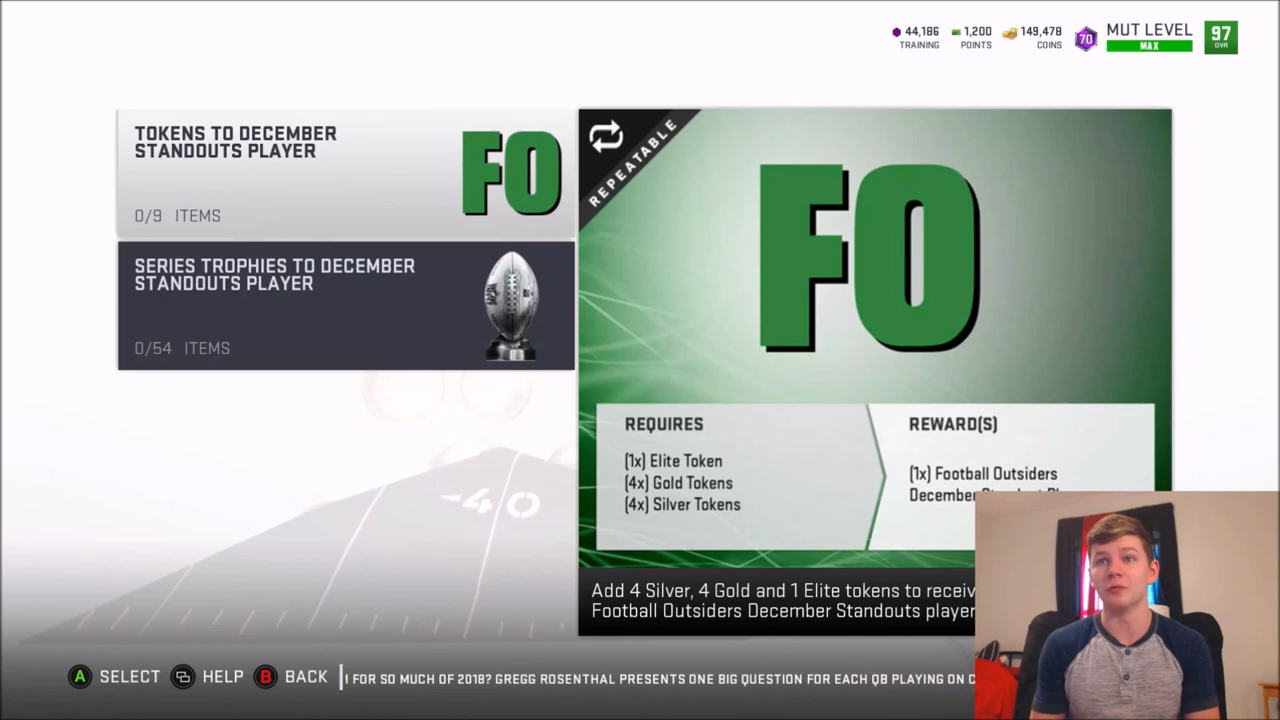 44,186
TRAINING
1,200
POINTS
149,478
COINS
70
MUT LEVEL
MAX
97
OVR
TOKENS TO DECEMBER
STANDOUTS PLAYER
FO
0/9 ITEMS
SERIES TROPHIES TO DECEMBER
STANDOUTS PLAYER
0/54 ITEMS
REPEATABLE
FO
REQUIRES
(1x) Elite Token
(4x) Gold Tokens
(4x) Silver Tokens
REWARD(S)
(1x) Football Outsiders
December
Add 4 Silver, 4 Gold and 1 Elite tokens to
Football Outsiders December Standouts player
40
A SELECT HELP B BACK
FOR SO MUCH OF 2018? GREGG ROSENTHAL PRESENTS ONE BIG QUESTION FOR EACH QB PLAYING ON